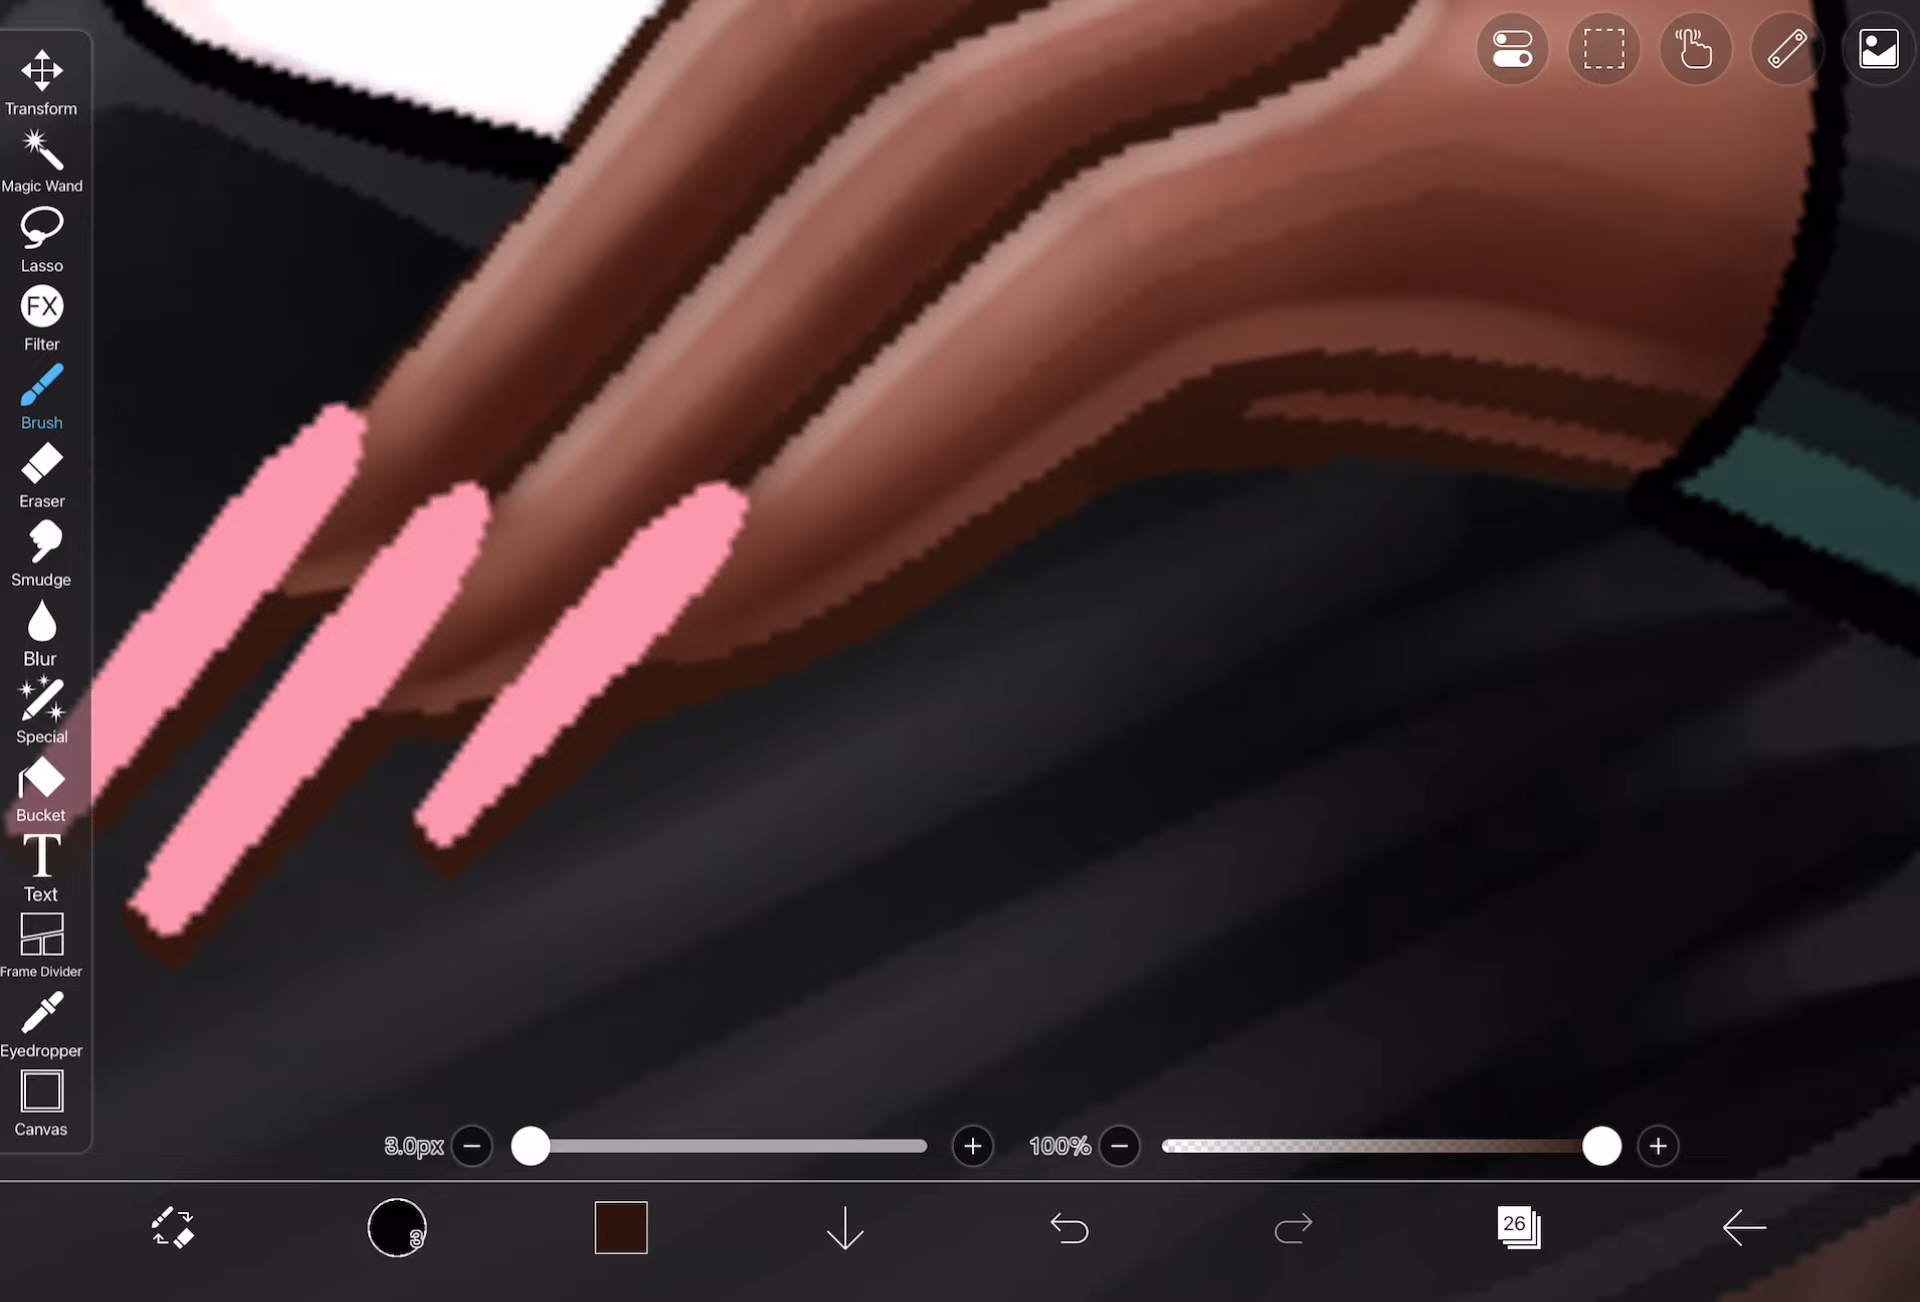 Transform
Magic Wand
Lasso
FX
Filter
Brush
Eraser
Smudge
Blur
Special
Bucket
T
Text
Frame Divider
Eyedropper
Canvas
3.0px
100%
3
26